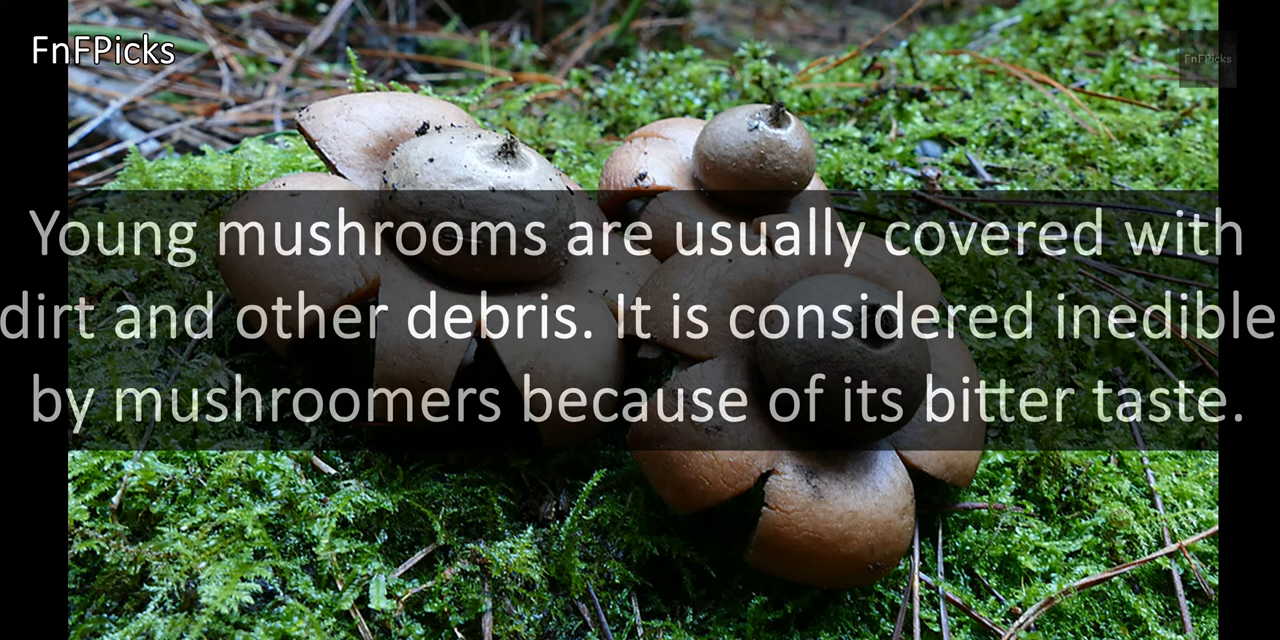 FnFPicks
FnFPicks
Young mushrooms are usually covered with
dirt and other debris. It is considered inedible
by mushroomers because of its bitter taste.